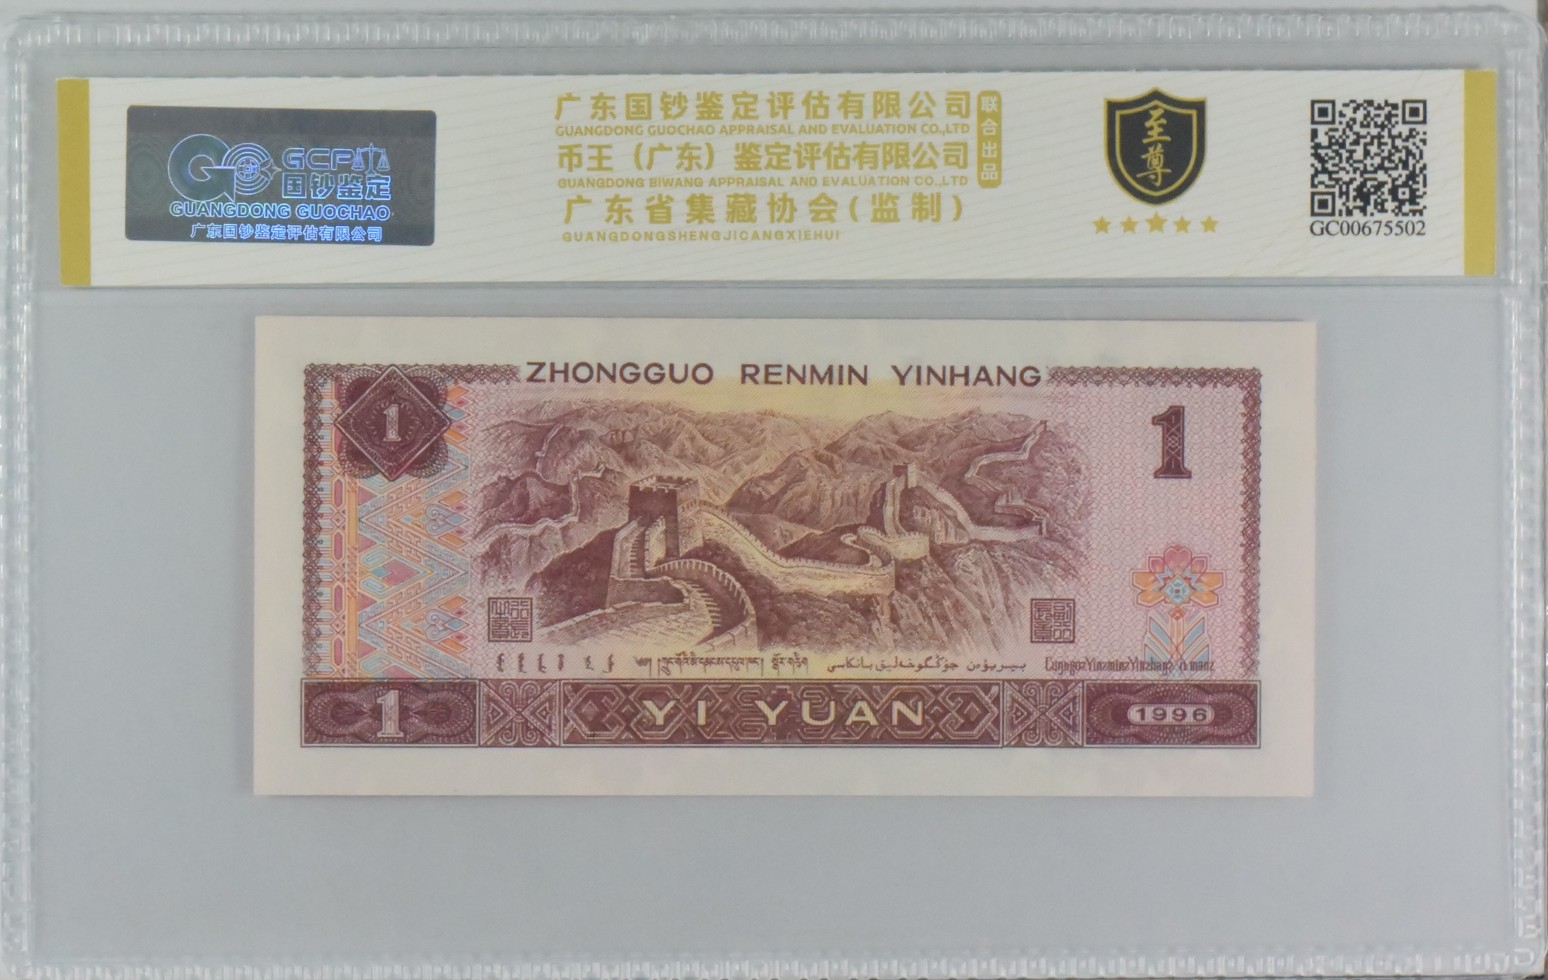 GCP
国钞鉴定
GUANGDONG GUOCHAO
广东国钞鉴定评估有限公司
广东国钞鉴定评估有限公司
GUANGDONG GUOCHAO APPRAISAL AND EVALUATION CO.,LTD
币王（广东）鉴定评估有限公司
GUANGDONG BIWANG APPRAISAL AND EVALUATION CO.,LTD
广东省集藏协会(监制)
GUANGDONGSHENGJICANGXIEHUI
联合出品
至尊
GC00675502
ZHONGGUO RENMIN YINHANG
1
1
1
YI YUAN
1996